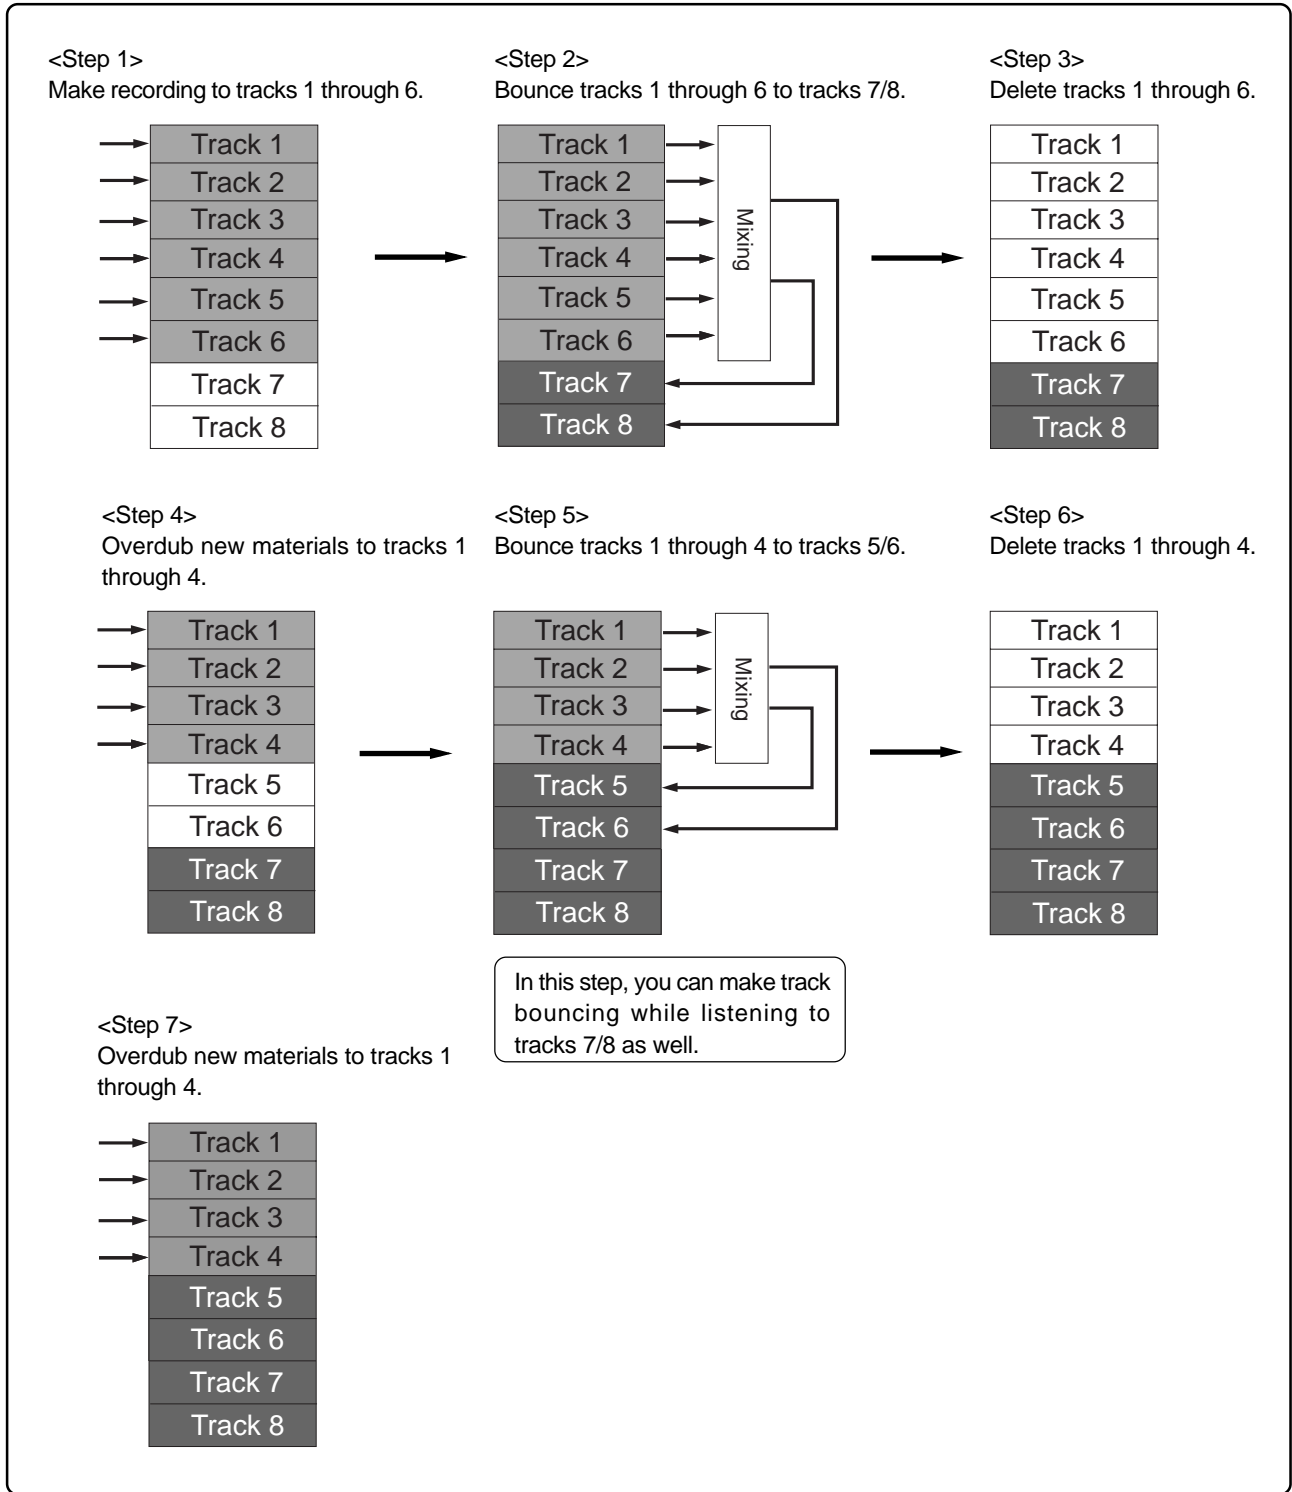 <Step 1>
Make recording to tracks 1 through 6.
Track 1
Track 2
Track 3
Track 4
Track 5
Track 6
Track 7
Track 8
<Step 2>
Bounce tracks 1 through 6 to tracks 7/8.
Track 1
Track 2
Track 3
Track 4
Track 5
Track 6
Track 7
Track 8
Mixing
<Step 3>
Delete tracks 1 through 6.
Track 1
Track 2
Track 3
Track 4
Track 5
Track 6
Track 7
Track 8
<Step 4>
Overdub new materials to tracks 1
through 4.
Track 1
Track 2
Track 3
Track 4
Track 5
Track 6
Track 7
Track 8
<Step 5>
Bounce tracks 1 through 4 to tracks 5/6.
Track 1
Track 2
Track 3
Track 4
Track 5
Track 6
Track 7
Track 8
Mixing
In this step, you can make track
bouncing while listening to
tracks 7/8 as well.
<Step 6>
Delete tracks 1 through 4.
Track 1
Track 2
Track 3
Track 4
Track 5
Track 6
Track 7
Track 8
<Step 7>
Overdub new materials to tracks 1
through 4.
Track 1
Track 2
Track 3
Track 4
Track 5
Track 6
Track 7
Track 8